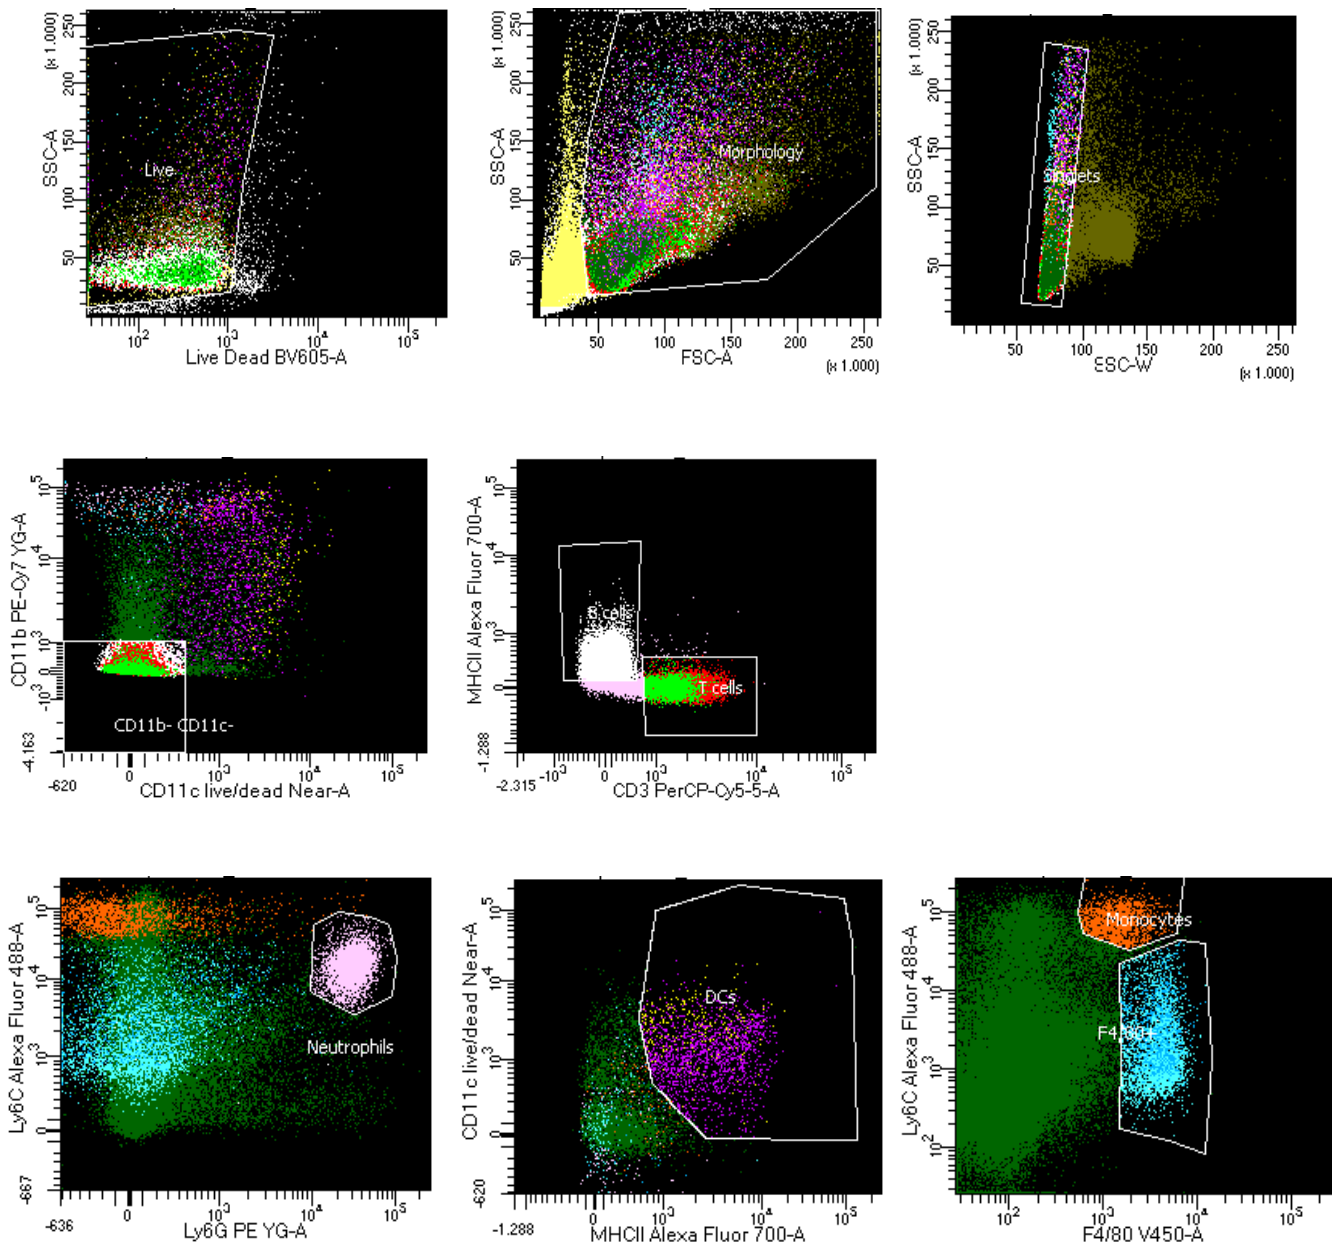 (x 1.000)
250
200
150
100
50
SSC-A
Live
10² 10³ 10⁴ 10⁵
Live Dead BV605-A
(x 1.000)
250
200
150
100
50
SSC-A
Morphology
50 100 150 200 250
FSC-A
(x 1.000)
(x 1.000)
250
200
150
100
50
SSC-A
Singlets
50 100 150 200 250
SSC-W
(x 1.000)
CD11b PE-Cy7 YG-A
10⁵
10⁴
10³
-10³
-4.163
CD11b- CD11c-
-620
0 10³ 10⁴ 10⁵
CD11c live/dead Near-A
MHCII Alexa Fluor 700-A
10⁵
10⁴
10³
0
-1.288
B cells
T cells
-2.315
-10³ 0 10³ 10⁴ 10⁵
CD3 PerCP-Cy5-5-A
Ly6C Alexa Fluor 488-A
10⁵
10⁴
10³
0
-667
Neutrophils
-636
0 10³ 10⁴ 10⁵
Ly6G PE YG-A
CD11c live/dead Near-A
10⁵
10⁴
10³
0
-620
DCs
-1.288
0 10³ 10⁴ 10⁵
MHCII Alexa Fluor 700-A
Ly6C Alexa Fluor 488-A
10⁵
10⁴
10³
10²
Monocytes
F4/80+
10² 10³ 10⁴ 10⁵
F4/80 V450-A